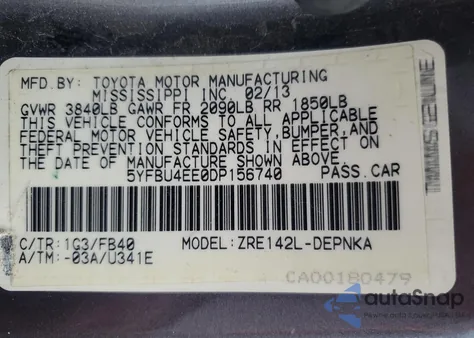 MFD.BY: TOYOTA MOTOR MANUFACTURING
MISSISSIPPI INC. 02/13
GVWR 3840LB GAWR FR 2090LB RR 1850LB
THIS VEHICLE CONFORMS TO ALL APPLICABLE
FEDERAL MOTOR VEHICLE SAFETY,BUMPER,AND
THEFT PREVENTION STANDARDS IN EFFECT ON
THE DATE OF MANUFACTURE SHOWN ABOVE.
5YFBU4EE0DP156740 PASS.CAR
C/TR:1G3/FB40 MODEL:ZRE142L-DEPNKA
A/TM:-03A/U341E
CA00180479
autoSnap